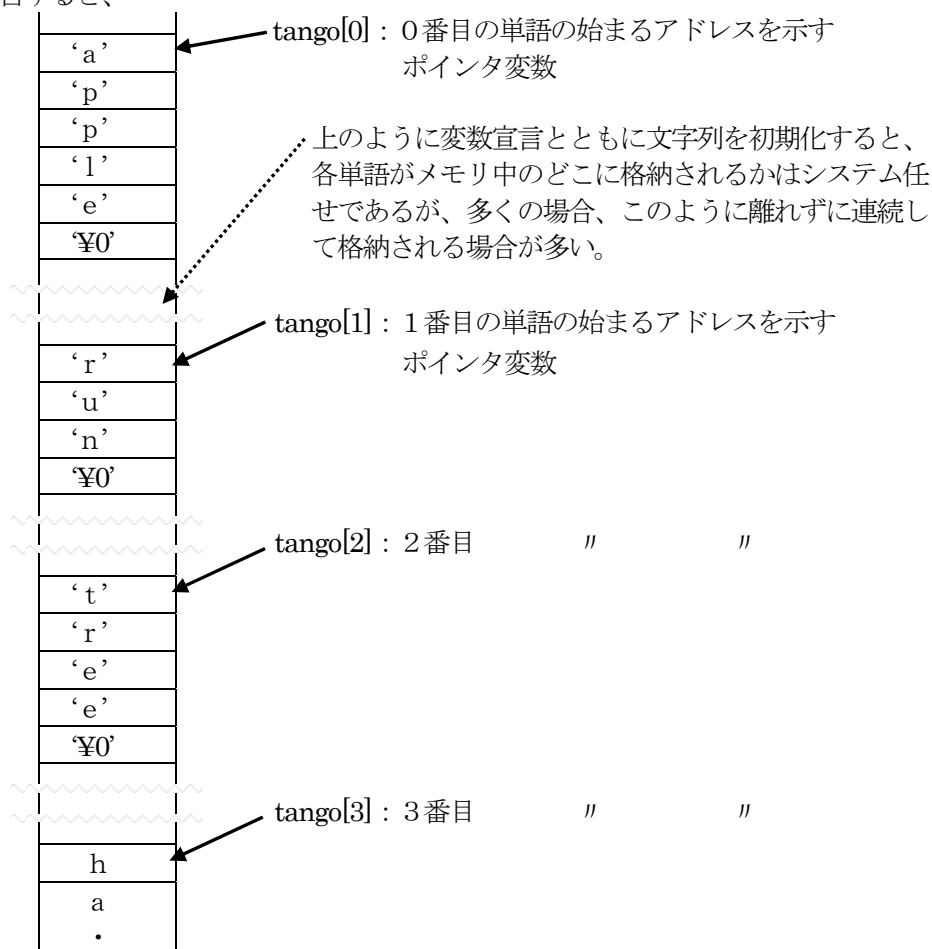 言すると、
tango[0]：０番目の単語の始まるアドレスを示す
ポインタ変数
‘a’
‘p’
‘p’
‘l’
‘e’
‘¥0’
上のように変数宣言とともに文字列を初期化すると、
各単語がメモリ中のどこに格納されるかはシステム任
せであるが、多くの場合、このように離れずに連続し
て格納される場合が多い。
tango[1]：１番目の単語の始まるアドレスを示す
ポインタ変数
‘r’
‘u’
‘n’
‘¥0’
tango[2]：２番目　〃　〃
‘t’
‘r’
‘e’
‘e’
‘¥0’
tango[3]：３番目　〃　〃
h
a
・